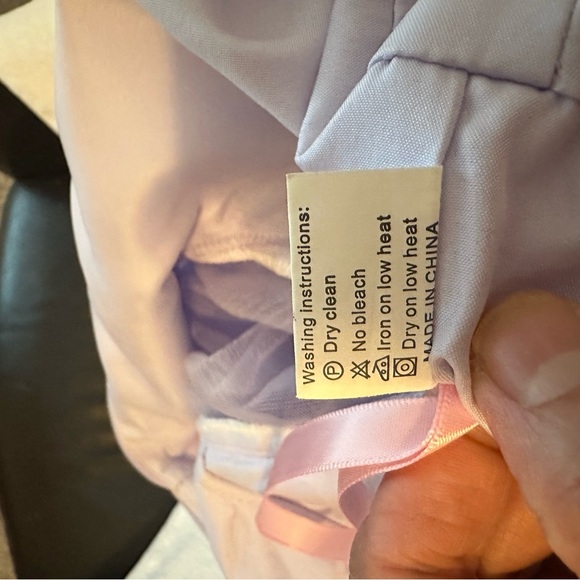 Washing instructions:
Ⓟ Dry clean
No bleach
Iron on low heat
Dry on low heat
MADE IN CHINA